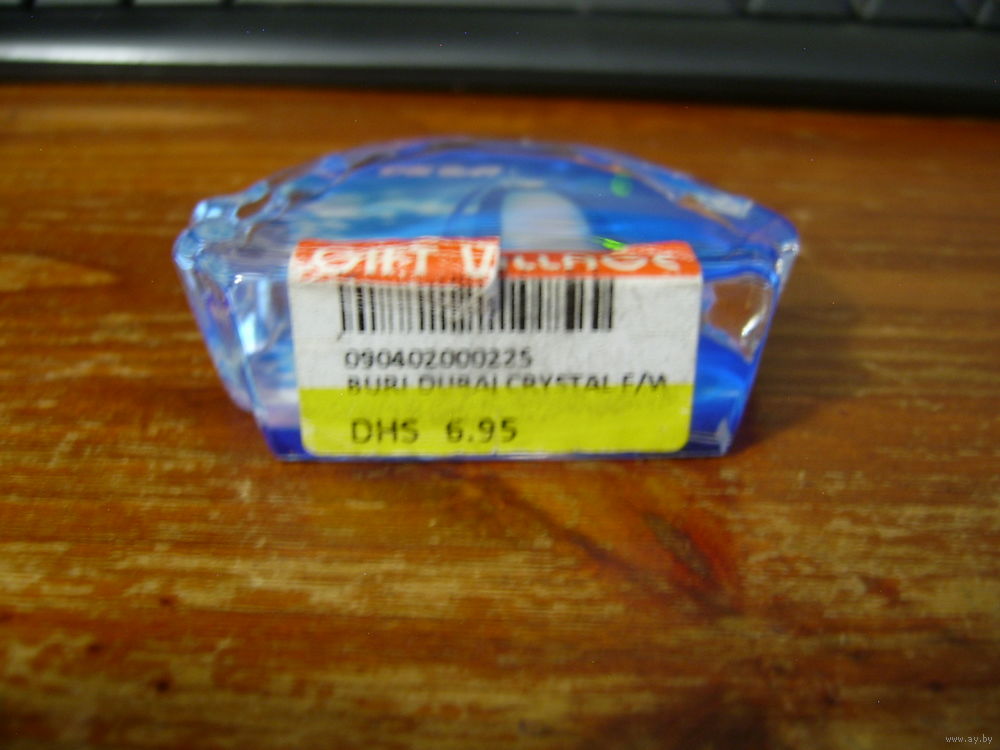 GIFT VILLAGE
090402000225
BURJ DUBAI CRYSTAL F/M
DHS 6.95
www.ay.by